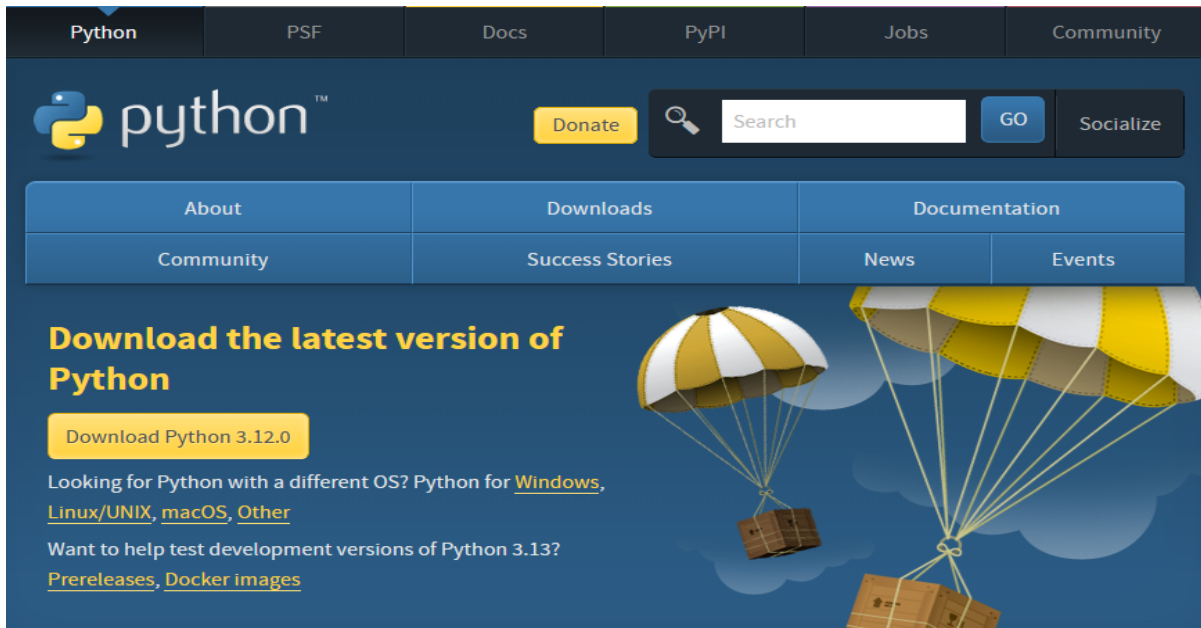 Python PSF Docs PyPI Jobs Community
python™ Donate Search GO Socialize
About Downloads Documentation
Community Success Stories News Events
Download the latest version of
Python
Download Python 3.12.0
Looking for Python with a different OS? Python for Windows,
Linux/UNIX, macOS, Other
Want to help test development versions of Python 3.13?
Prereleases, Docker images